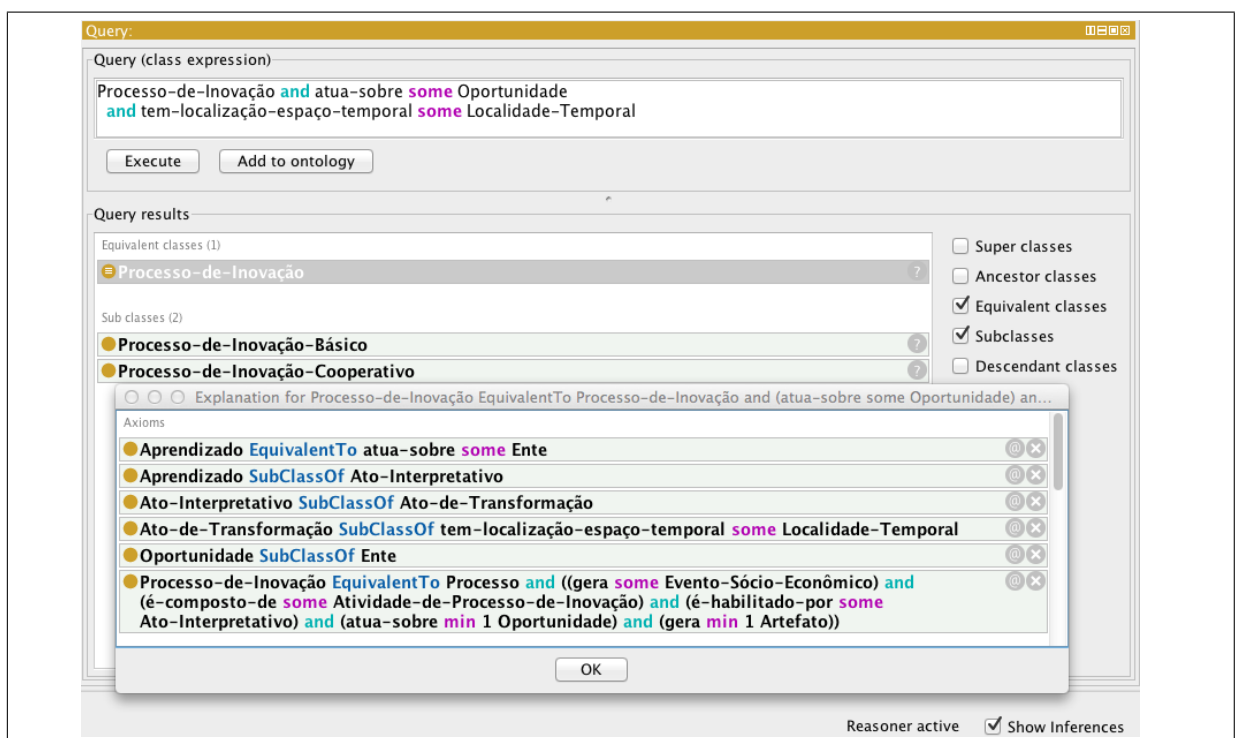 Query:
Query (class expression)
Processo-de-Inovação and atua-sobre some Oportunidade
and tem-localização-espaço-temporal some Localidade-Temporal
Execute
Add to ontology
Query results
Equivalent classes (1)
Processo-de-Inovação
?
Sub classes (2)
Processo-de-Inovação-Básico
?
Processo-de-Inovação-Cooperativo
?
Super classes
Ancestor classes
Equivalent classes
Subclasses
Descendant classes
Explanation for Processo-de-Inovação EquivalentTo Processo-de-Inovação and (atua-sobre some Oportunidade) an...
Axioms
Aprendizado EquivalentTo atua-sobre some Ente
@
Aprendizado SubClassOf Ato-Interpretativo
@
Ato-Interpretativo SubClassOf Ato-de-Transformação
@
Ato-de-Transformação SubClassOf tem-localização-espaço-temporal some Localidade-Temporal
@
Oportunidade SubClassOf Ente
@
Processo-de-Inovação EquivalentTo Processo and ((gera some Evento-Sócio-Econômico) and
(é-composto-de some Atividade-de-Processo-de-Inovação) and (é-habilitado-por some
Ato-Interpretativo) and (atua-sobre min 1 Oportunidade) and (gera min 1 Artefato))
@
OK
Reasoner active
Show Inferences